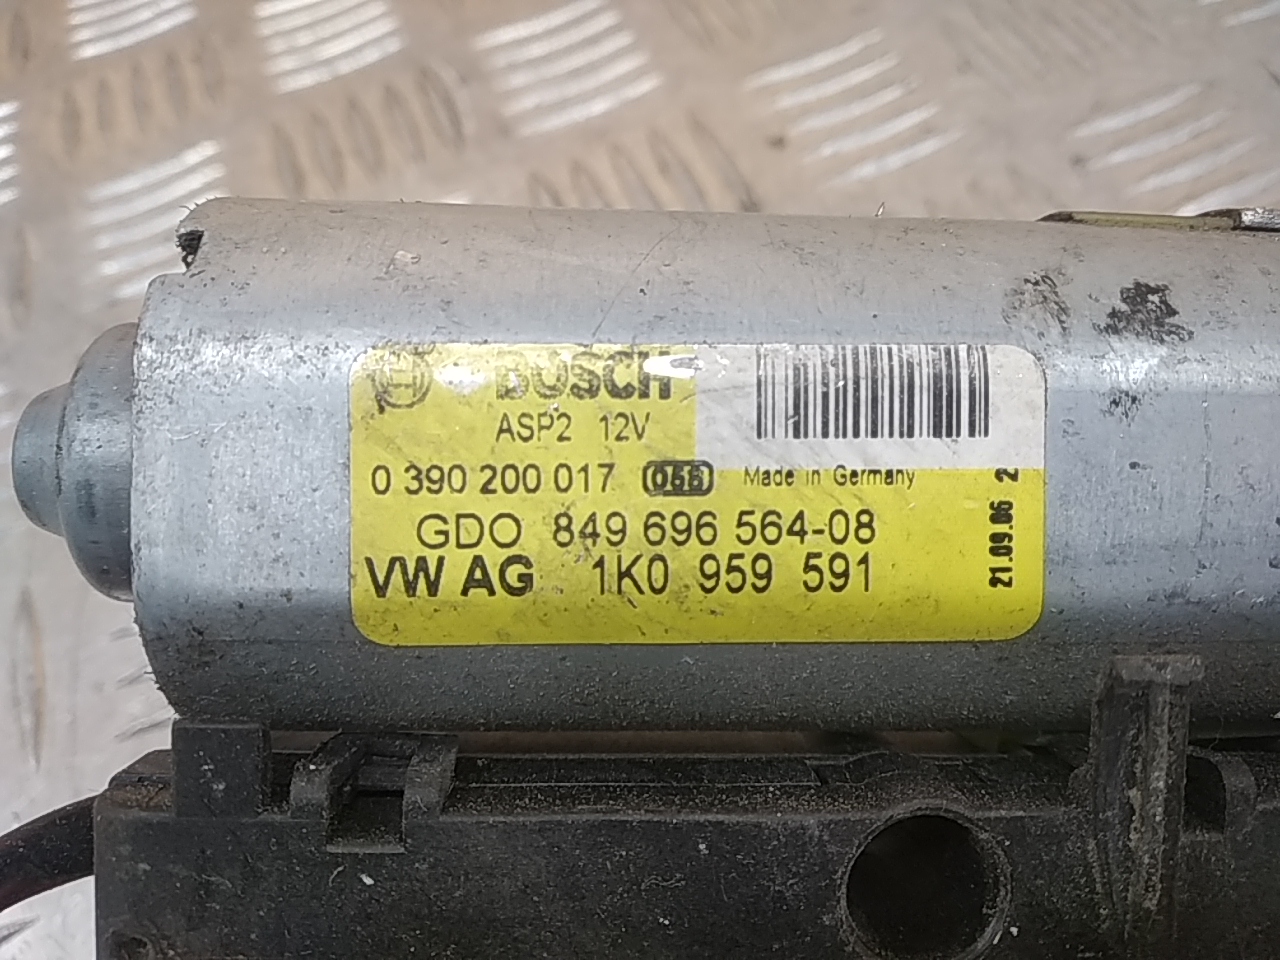 BOSCH
ASP2 12V
0 390 200 017 056 Made in Germany
GDO 849 696 564-08
VW AG 1K0 959 591
21.09.06 2